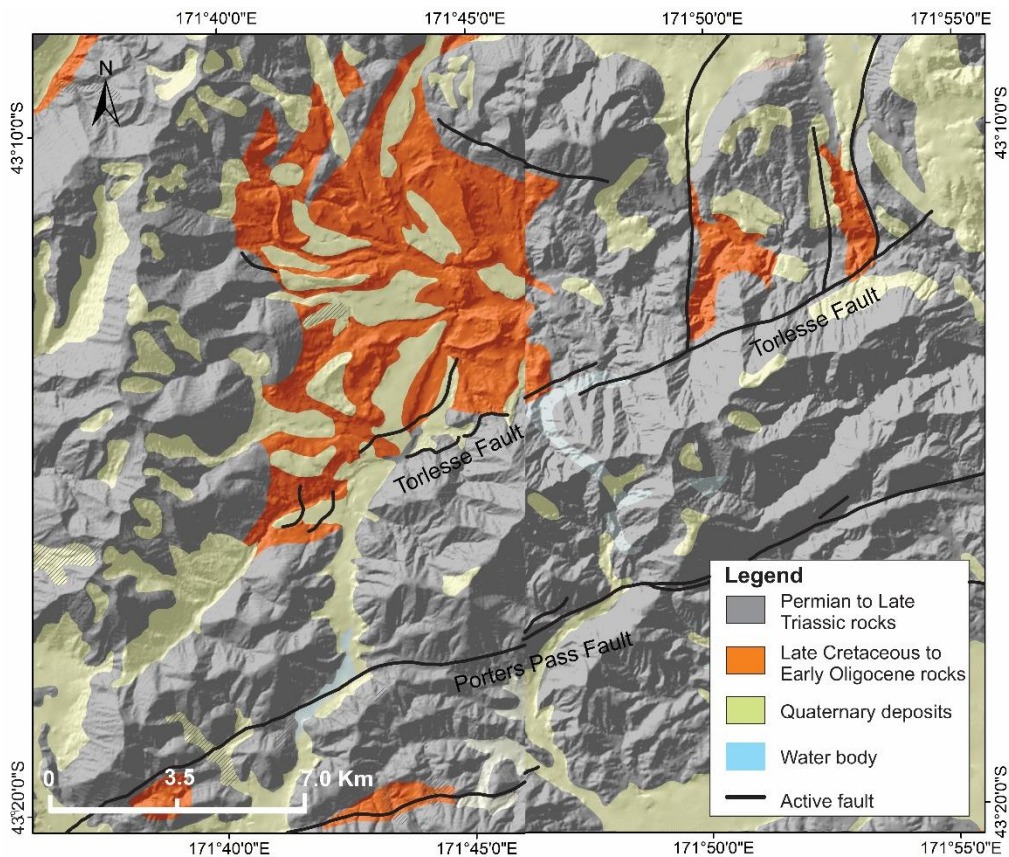 171°40'0"E 171°45'0"E 171°50'0"E 171°55'0"E
N
43°10'0"S 43°10'0"S
Torlesse Fault
Torlesse Fault
Porters Pass Fault
Legend
Permian to Late
Triassic rocks
Late Cretaceous to
Early Oligocene rocks
Quaternary deposits
Water body
Active fault
0 3.5 7.0 Km
43°20'0"S 43°20'0"S
171°40'0"E 171°45'0"E 171°50'0"E 171°55'0"E